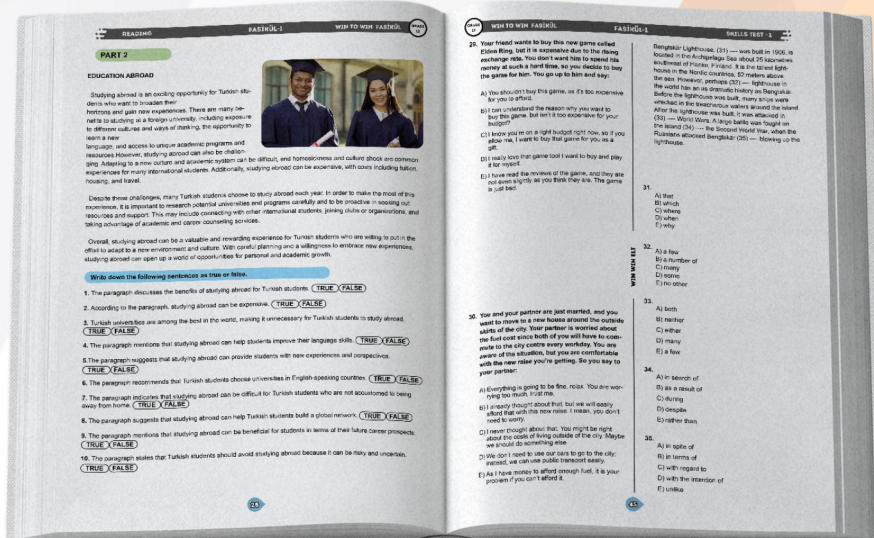 READING
FASİKÜL-1
WIN TO WIN FASİKÜL
GRADE
12
PART 2
EDUCATION ABROAD
Studying abroad is an exciting opportunity for Turkish stu-
dents who want to broaden their
horizons and gain new experiences. There are many be-
nefits to studying at a foreign university, including exposure
to different cultures and ways of thinking, the opportunity to
learn a new
language, and access to unique academic programs and
resources.However, studying abroad can also be challen-
ging. Adapting to a new culture and academic system can be difficult, and homesickness and culture shock are common
experiences for many international students. Additionally, studying abroad can be expensive, with costs including tuition,
housing, and travel.
Despite these challenges, many Turkish students choose to study abroad each year. In order to make the most of this
experience, it is important to research potential universities and programs carefully and to be proactive in seeking out
resources and support. This may include connecting with other international students, joining clubs or organizations, and
taking advantage of academic and career counseling services.
Overall, studying abroad can be a valuable and rewarding experience for Turkish students who are willing to put in the
effort to adapt to a new environment and culture. With careful planning and a willingness to embrace new experiences,
studying abroad can open up a world of opportunities for personal and academic growth.
Write down the following sentences as true or false.
1. The paragraph discusses the benefits of studying abroad for Turkish students. TRUE FALSE
2. According to the paragraph, studying abroad can be expensive. TRUE FALSE
3. Turkish universities are among the best in the world, making it unnecessary for Turkish students to study abroad.
TRUE FALSE
4. The paragraph mentions that studying abroad can help students improve their language skills. TRUE FALSE
5.The paragraph suggests that studying abroad can provide students with new experiences and perspectives.
TRUE FALSE
6. The paragraph recommends that Turkish students choose universities in English-speaking countries. TRUE FALSE
7. The paragraph indicates that studying abroad can be difficult for Turkish students who are not accustomed to being
away from home. TRUE FALSE
8. The paragraph suggests that studying abroad can help Turkish students build a global network. TRUE FALSE
9. The paragraph mentions that studying abroad can be beneficial for students in terms of their future career prospects.
TRUE FALSE
10. The paragraph states that Turkish students should avoid studying abroad because it can be risky and uncertain.
TRUE FALSE
28
GRADE
12
WIN TO WIN FASİKÜL
FASİKÜL-1
SKILLS TEST - 1
29. Your friend wants to buy this new game called
Elden Ring, but it is expensive due to the rising
exchange rate. You don't want him to spend his
money at such a hard time, so you decide to buy
the game for him. You go up to him and say:
A) You shouldn't buy this game, as it's too expensive
for you to afford.
B) I can understand the reason why you want to
buy this game, but isn't it too expensive for your
budget?
C) I know you're on a tight budget right now, so if you
allow me, I want to buy that game for you as a
gift.
D) I really love that game too! I want to buy and play
it for myself.
E) I have read the reviews of the game, and they are
not even slightly as you think they are. The game
is just bad.
30. You and your partner are just married, and you
want to move to a new house around the outside
skirts of the city. Your partner is worried about
the fuel cost since both of you will have to com-
mute to the city centre every workday. You are
aware of the situation, but you are comfortable
with the new raise you're getting. So you say to
your partner:
A) Everything is going to be fine, relax. You are wor-
rying too much, trust me.
B) I already thought about that, but we will easily
afford that with this new raise. I mean, you don't
need to worry.
C) I never thought about that. You might be right
about the costs of living outside of the city. Maybe
we should do something else
D) We don't need to use our cars to go to the city;
instead, we can use public transport easily.
E) As I have money to afford enough fuel, it is your
problem if you can't afford it.
WIN WIN ELT
Bengtskär Lighthouse, (31) ---- was built in 1906, is
located in the Archipelago Sea about 25 kilometres
southwest of Hanko, Finland. It is the tallest light-
house in the Nordic countries, 52 meters above
the sea. However, perhaps (32) ---- lighthouse in
the world has an as dramatic history as Bengtskär.
Before the lighthouse was built, many ships were
wrecked in the treacherous waters around the island.
After the lighthouse was built, it was attacked in
(33) ---- World Wars. A large battle was fought on
the island (34) ---- the Second World War, when the
Russians attacked Bengtskär (35) ---- blowing up the
lighthouse.
31.
A) that
B) which
C) where
D) when
E) why
32.
A) a few
B) a number of
C) many
D) some
E) no other
33.
A) both
B) neither
C) either
D) many
E) a few
34.
A) in search of
B) as a result of
C) during
D) despite
E) rather than
35.
A) in spite of
B) in terms of
C) with regard to
D) with the intention of
E) unlike
45